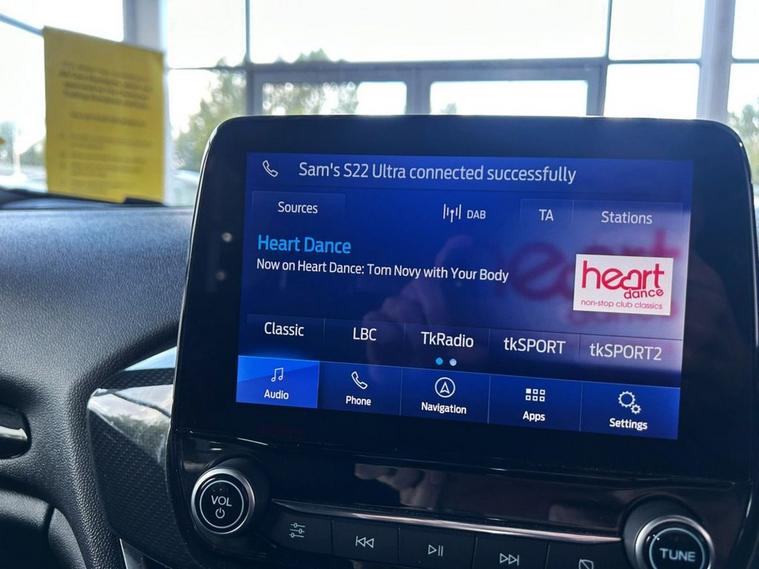 Sam's S22 Ultra connected successfully
Sources
DAB
TA
Stations
Heart Dance
Now on Heart Dance: Tom Novy with Your Body
heart
dance
non-stop club classics
Classic
LBC
TkRadio
tkSPORT
tkSPORT2
Audio
Phone
Navigation
Apps
Settings
VOL
TUNE